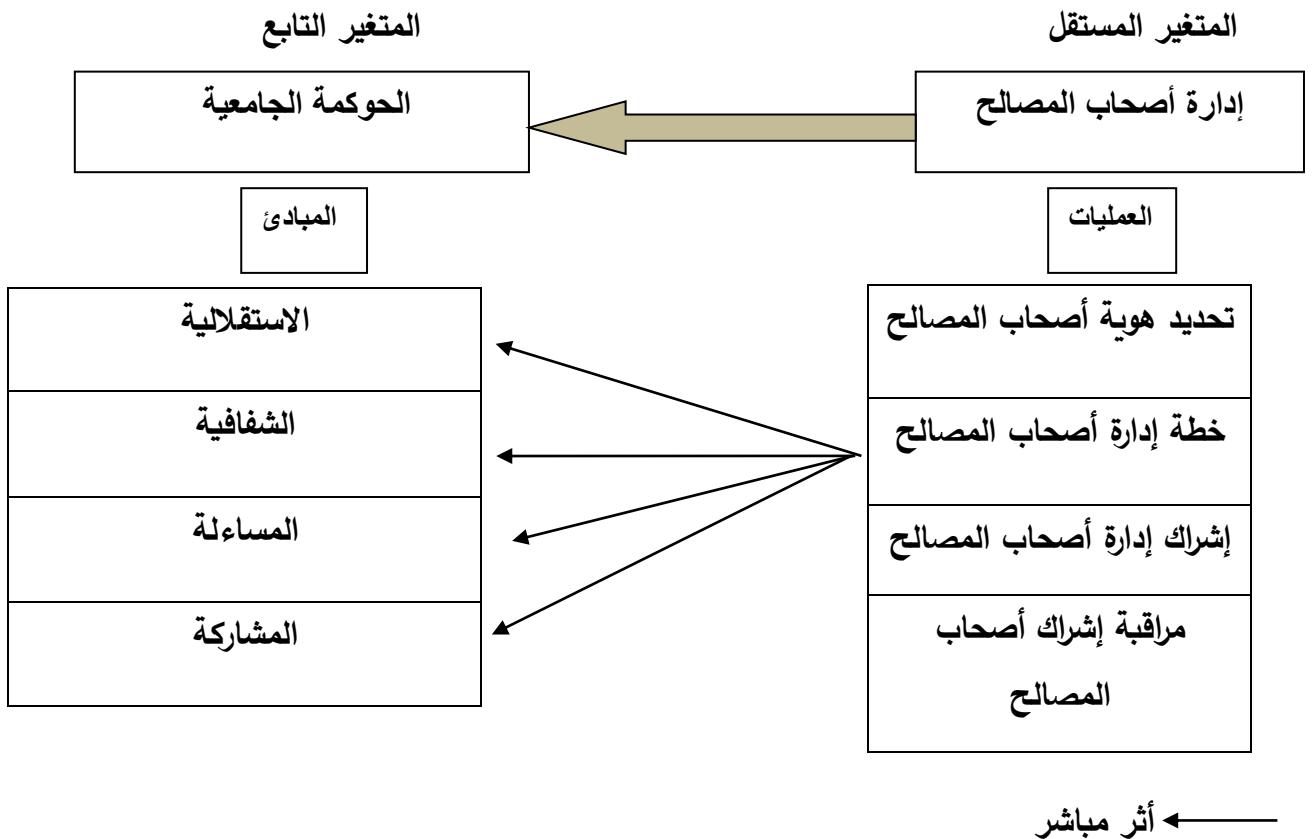 المتغير المستقل
المتغير التابع
إدارة أصحاب المصالح
الحوكمة الجامعية
العمليات
المبادئ
تحديد هوية أصحاب المصالح
خطة إدارة أصحاب المصالح
إشراك إدارة أصحاب المصالح
مراقبة إشراك أصحاب
المصالح
الاستقلالية
الشفافية
المساءلة
المشاركة
أثر مباشر